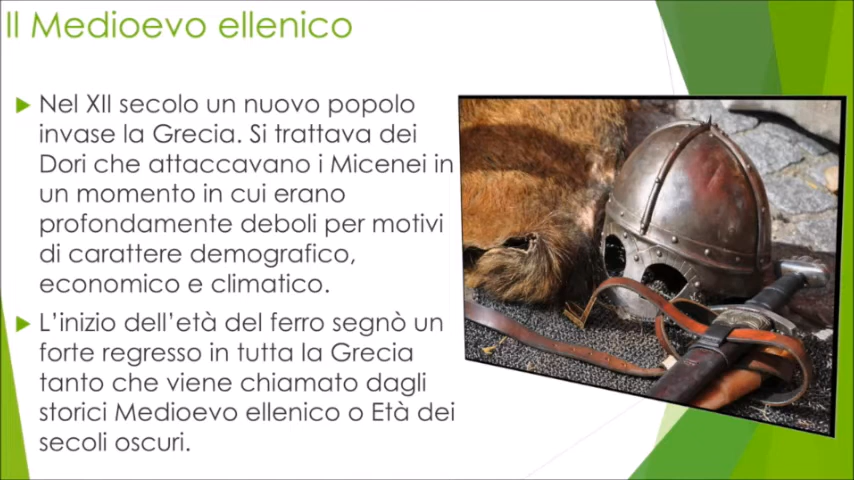 Il Medioevo ellenico
Nel XII secolo un nuovo popolo
invase la Grecia. Si trattava dei
Dori che attaccavano i Micenei in
un momento in cui erano
profondamente deboli per motivi
di carattere demografico,
economico e climatico.
L'inizio dell'età del ferro segnò un
forte regresso in tutta la Grecia
tanto che viene chiamato dagli
storici Medioevo ellenico o Età dei
secoli oscuri.